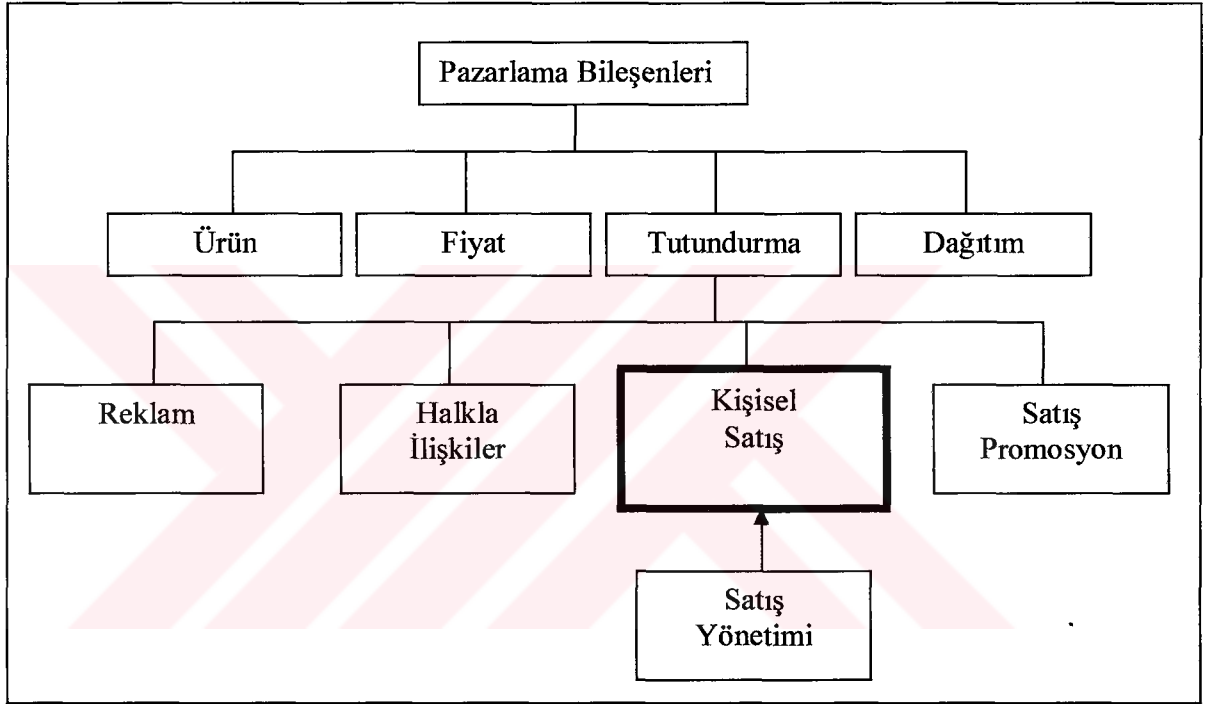 Pazarlama Bileşenleri
Ürün
Fiyat
Tutundurma
Dağıtım
Reklam
Halkla
İlişkiler
Kişisel
Satış
Satış
Promosyon
Satış
Yönetimi